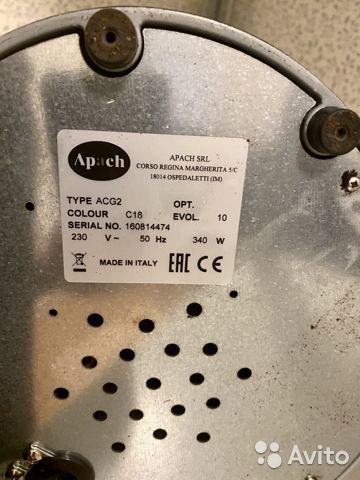 Apach
APACH SRL
CORSO REGINA MARGHERITA 5/C
18014 OSPEDALETTI (IM)
TYPE ACG2 OPT.
COLOUR C18 EVOL. 10
SERIAL NO. 160814474
230 V~ 50 Hz 340 W
MADE IN ITALY EAC CE
Avito